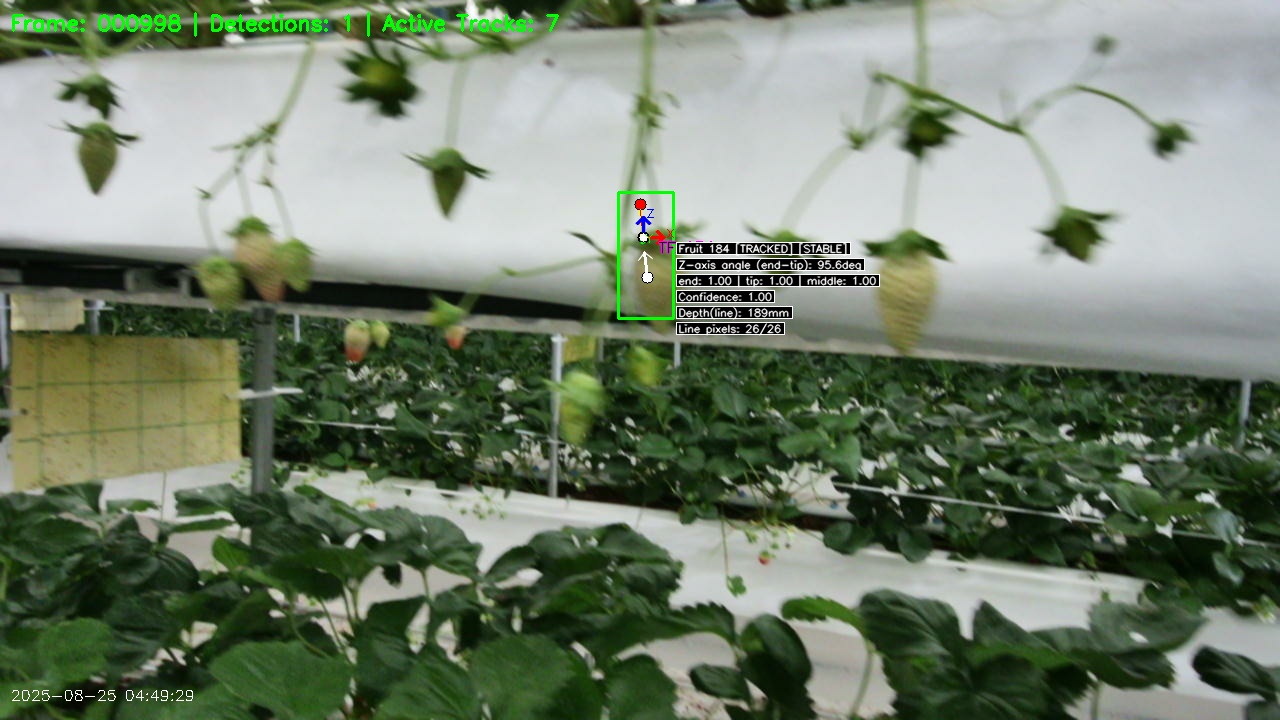 Frame: 000998 | Detections: 1 | Active Tracks: 7
Z
TF
Fruit 184 [TRACKED] [STABLE]
Z-axis angle (end-tip): 95.6deg
end: 1.00 | tip: 1.00 | middle: 1.00
Confidence: 1.00
Depth(line): 189mm
Line pixels: 26/26
2025-08-25 04:49:29